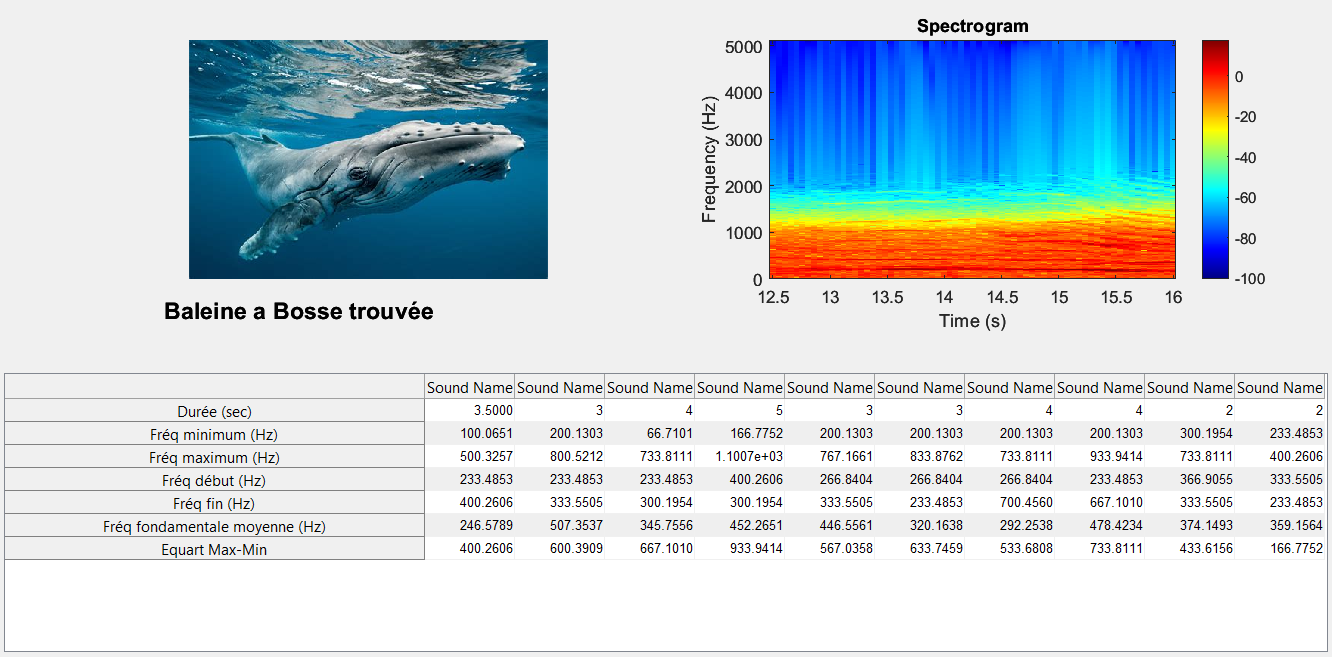 Spectrogram
5000
4000
3000
2000
1000
0
Frequency (Hz)
12.5 13 13.5 14 14.5 15 15.5 16
Time (s)
0
-20
-40
-60
-80
-100
Baleine a Bosse trouvée
Sound Name Sound Name Sound Name Sound Name Sound Name Sound Name Sound Name Sound Name Sound Name Sound Name
Durée (sec) 3.5000 3 4 5 3 3 4 4 2 2
Fréq minimum (Hz) 100.0651 200.1303 66.7101 166.7752 200.1303 200.1303 200.1303 200.1303 300.1954 233.4853
Fréq maximum (Hz) 500.3257 800.5212 733.8111 1.1007e+03 767.1661 833.8762 733.8111 933.9414 733.8111 400.2606
Fréq début (Hz) 233.4853 233.4853 233.4853 400.2606 266.8404 266.8404 266.8404 233.4853 366.9055 333.5505
Fréq fin (Hz) 400.2606 333.5505 300.1954 300.1954 333.5505 233.4853 700.4560 667.1010 333.5505 233.4853
Fréq fondamentale moyenne (Hz) 246.5789 507.3537 345.7556 452.2651 446.5561 320.1638 292.2538 478.4234 374.1493 359.1564
Equart Max-Min 400.2606 600.3909 667.1010 933.9414 567.0358 633.7459 533.6808 733.8111 433.6156 166.7752